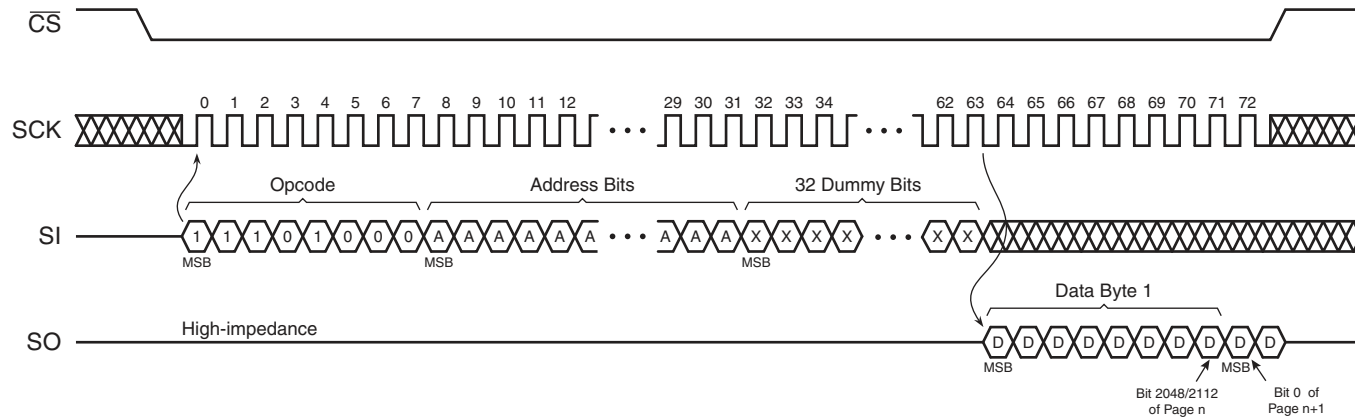 CS
0 1 2 3 4 5 6 7 8 9 10 11 12 29 30 31 32 33 34 62 63 64 65 66 67 68 69 70 71 72
SCK
Opcode Address Bits 32 Dummy Bits
SI 1 1 1 0 1 0 0 0 A A A A A A A A A X X X X X X
MSB MSB MSB
Data Byte 1
High-impedance
SO D D D D D D D D D D
MSB MSB
Bit 2048/2112 of Page n
Bit 0 of Page n+1